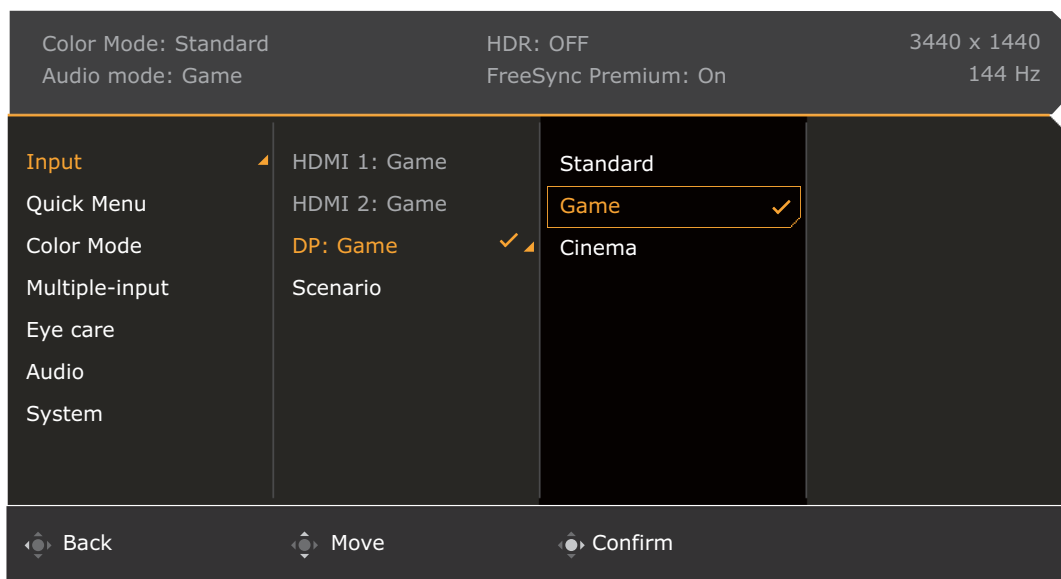 Color Mode: Standard
HDR: OFF
3440 x 1440
Audio mode: Game
FreeSync Premium: On
144 Hz
Input
Quick Menu
Color Mode
Multiple-input
Eye care
Audio
System
HDMI 1: Game
HDMI 2: Game
DP: Game
Scenario
Standard
Game
Cinema
Back
Move
Confirm